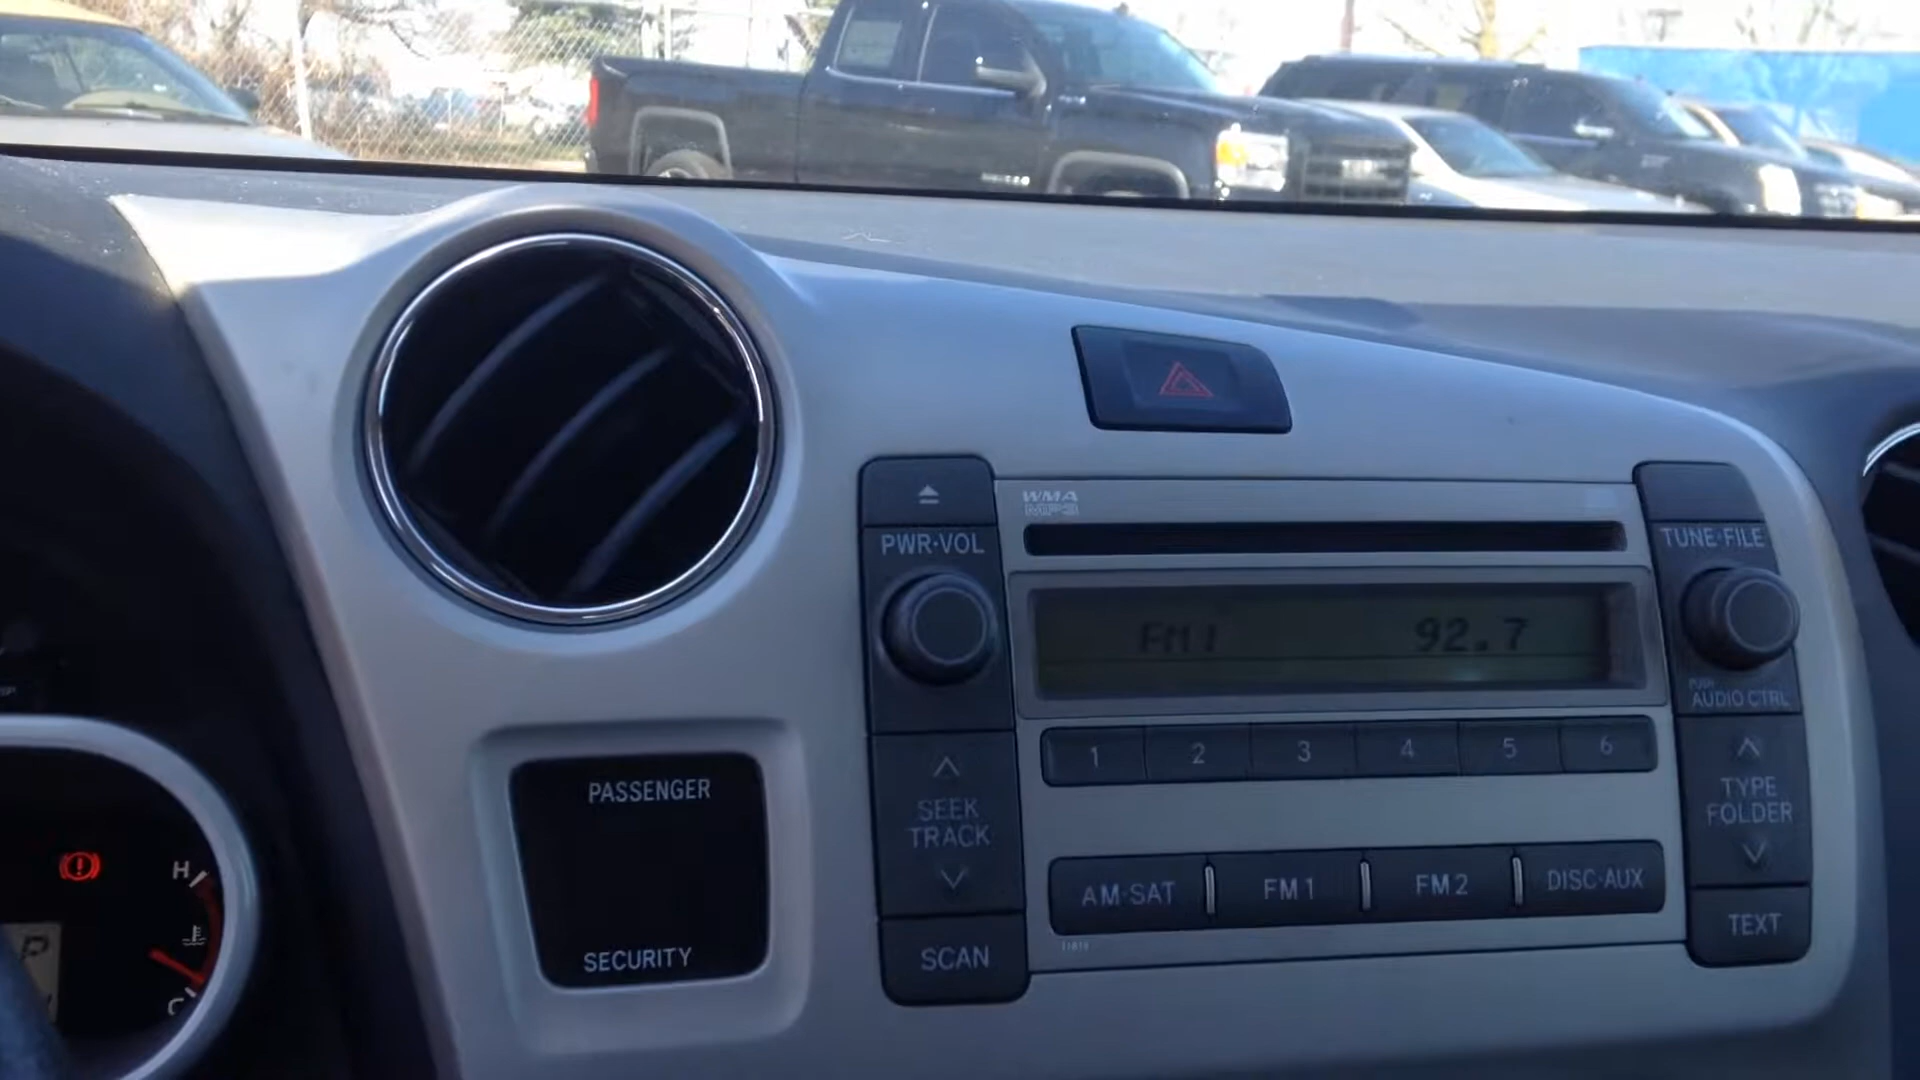 WMA
MP3
PWR·VOL
TUNE·FILE
FM1 92.7
PUSH
AUDIO CTRL
1 2 3 4 5 6
PASSENGER
SEEK
TRACK
TYPE
FOLDER
H
AM·SAT FM1 FM2 DISC·AUX
TEXT
P
SECURITY
SCAN
C